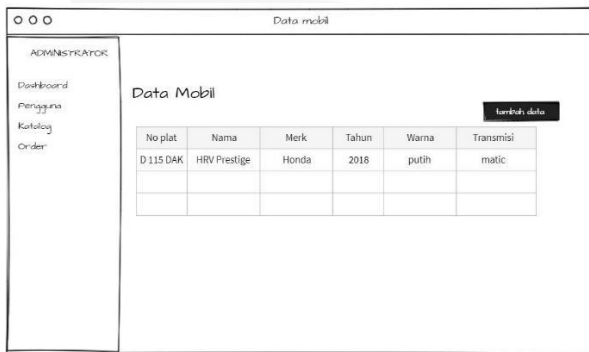 Data mobil
ADMINISTRATOR
Dashboard
Pengguna
Katalog
Order
Data Mobil
tambah data
No plat Nama Merk Tahun Warna Transmisi
D 115 DAK HRV Prestige Honda 2018 putih matic